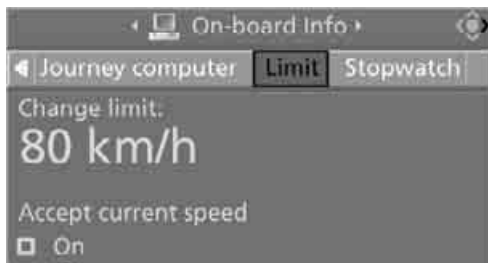 On-board Info
Journey computer Limit Stopwatch
Change limit:
80 km/h
Accept current speed
On